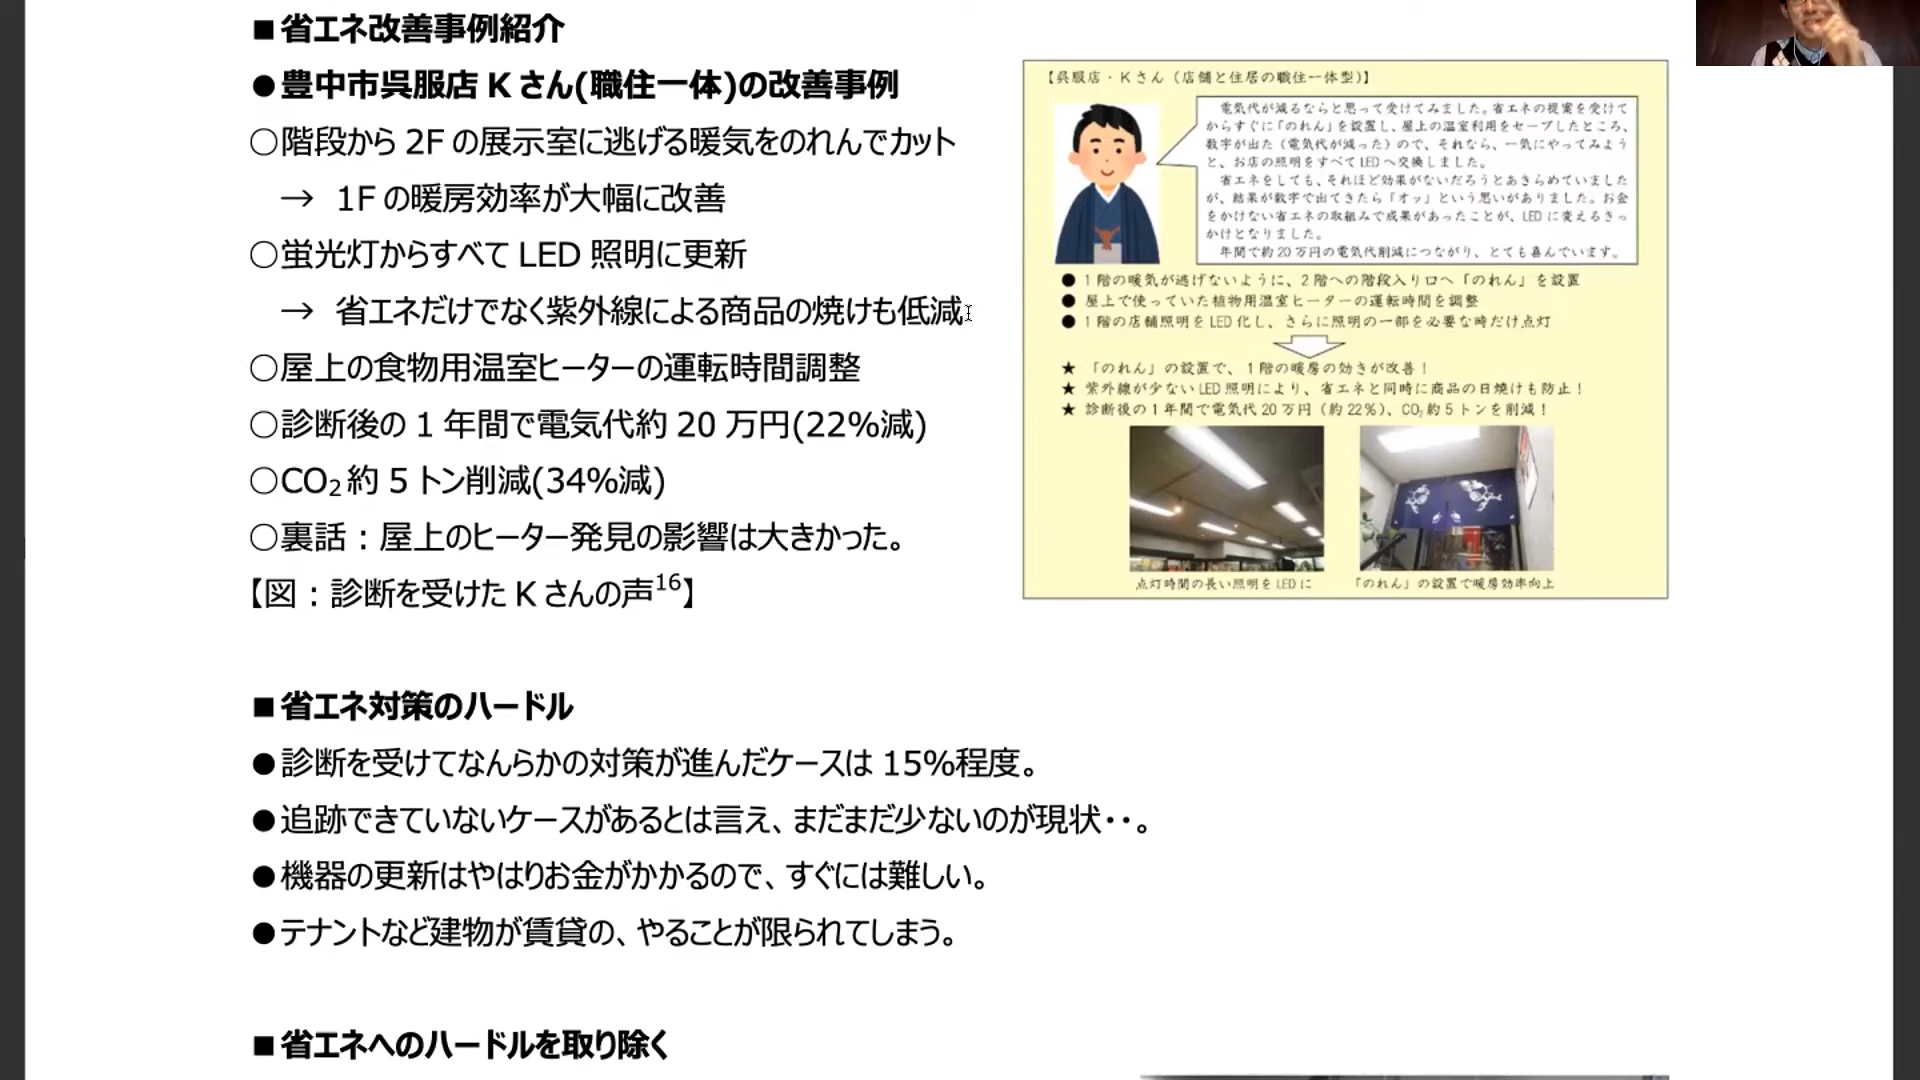 ■省エネ改善事例紹介
●豊中市呉服店 K さん(職住一体)の改善事例
○階段から 2F の展示室に逃げる暖気をのれんでカット
→ 1F の暖房効率が大幅に改善
○蛍光灯からすべて LED 照明に更新
→ 省エネだけでなく紫外線による商品の焼けも低減
○屋上の食物用温室ヒーターの運転時間調整
○診断後の 1 年間で電気代約 20 万円(22%減)
○CO₂約 5 トン削減(34%減)
○裏話：屋上のヒーター発見の影響は大きかった。
【図：診断を受けた K さんの声¹⁶】
【呉服店・Kさん（店舗と住居の職住一体型）】
電気代が減るならと思って受けてみました。省エネの提案を受けて
からすぐに「のれん」を設置し、屋上の温室利用をセーブしたところ、
数字が出た（電気代が減った）ので、それなら、一気にやってみよう
と、お店の照明をすべて LED へ交換しました。
省エネをしても、それほど効果がないだろうとあきらめていました
が、結果が数字で出てきたら「オッ」という思いがありました。お金
をかけない省エネの取組みで成果があったことが、LED に変えるきっ
かけとなりました。
年間で約 20 万円の電気代削減につながり、とても喜んでいます。
● 1 階の暖気が逃げないように、2 階への階段入り口へ「のれん」を設置
● 屋上で使っていた植物用温室ヒーターの運転時間を調整
● 1 階の店舗照明を LED 化し、さらに照明の一部を必要な時だけ点灯
★ 「のれん」の設置で、1 階の暖房の効きが改善！
★ 紫外線が少ない LED 照明により、省エネと同時に商品の日焼けも防止！
★ 診断後の 1 年間で電気代 20 万円（約 22%）、CO₂ 約 5 トンを削減！
点灯時間の長い照明を LED に
「のれん」の設置で暖房効率向上
■省エネ対策のハードル
●診断を受けてなんらかの対策が進んだケースは 15%程度。
●追跡できていないケースがあるとは言え、まだまだ少ないのが現状・・。
●機器の更新はやはりお金がかかるので、すぐには難しい。
●テナントなど建物が賃貸の、やることが限られてしまう。
■省エネへのハードルを取り除く